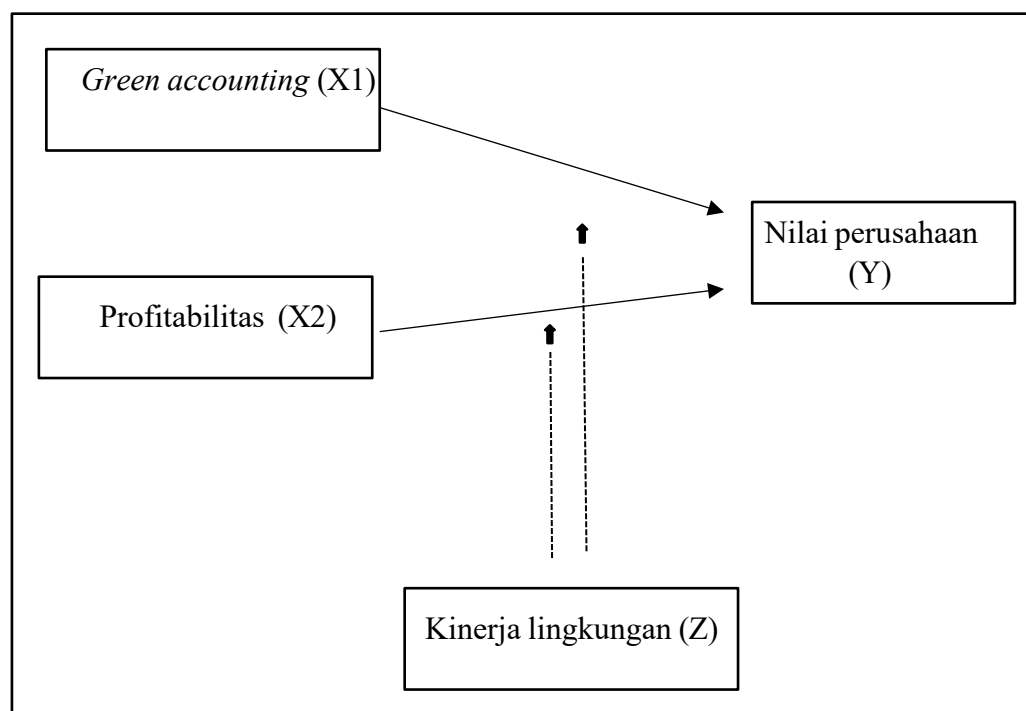 Green accounting (X1)
Nilai perusahaan
(Y)
Profitabilitas (X2)
Kinerja lingkungan (Z)